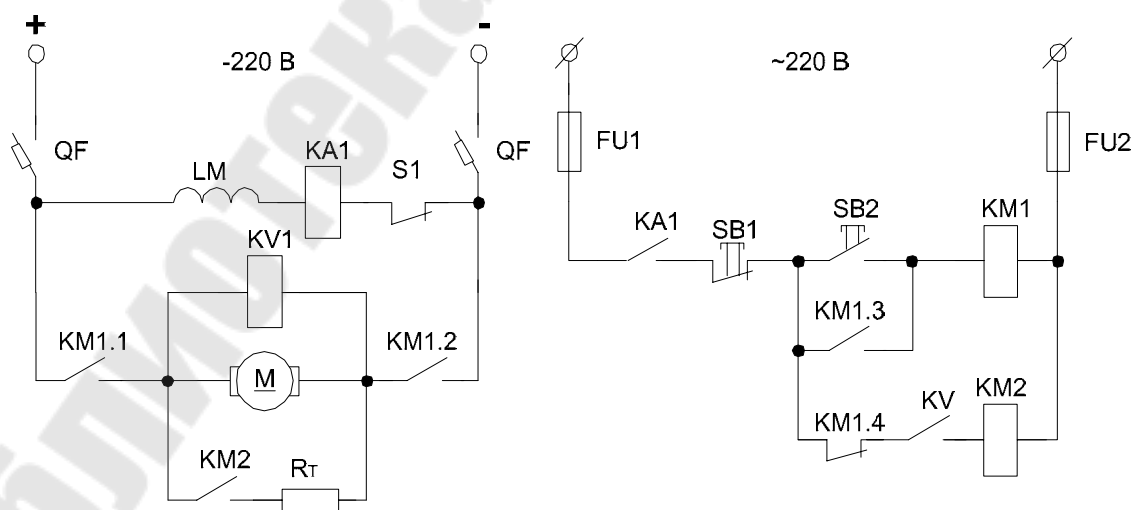 + -
-220 В ~220 В
QF LM KA1 S1 QF FU1 FU2
KV1 KA1 SB1 SB2 KM1
KM1.1 M KM1.2 KM1.3
KM2 RТ KM1.4 KV KM2